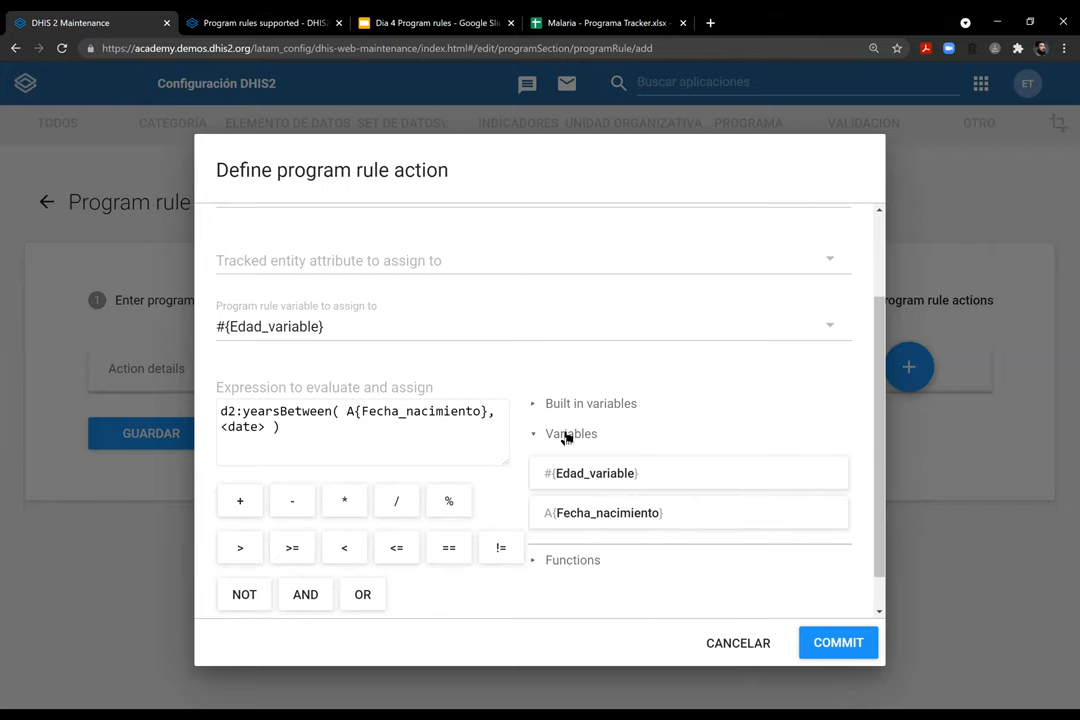 DHIS 2 Maintenance
Program rules supported - DHIS
Dia 4 Program rules - Google Sli
Malaria - Programa Tracker.xlsx -
https://academy.demos.dhis2.org/latam_config/dhis-web-maintenance/index.html#/edit/programSection/programRule/add
Configuración DHIS2
Buscar aplicaciones
ET
TODOS
CATEGORÍA
ELEMENTO DE DATOS
SET DE DATOS\
INDICADORES
UNIDAD ORGANIZATIVA
PROGRAMA
VALIDACIÓN
OTRO
Program rule
Define program rule action
1 Enter program
rogram rule actions
Action details
GUARDAR
Tracked entity attribute to assign to
Program rule variable to assign to
#{Edad_variable}
Expression to evaluate and assign
d2:yearsBetween( A{Fecha_nacimiento},
<date> )
+ - * / %
> >= < <= == !=
NOT AND OR
Built in variables
Variables
#{Edad_variable}
A{Fecha_nacimiento}
Functions
CANCELAR
COMMIT